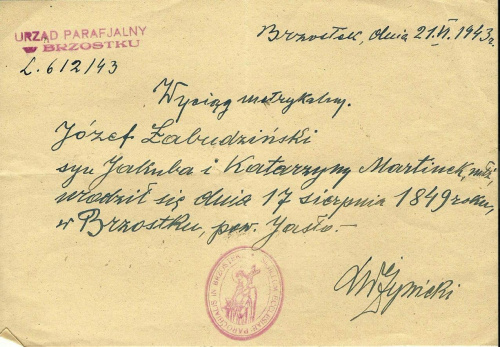 URZĄD PARAFJALNY
W BRZOSTKU
L. 612/43
Brzostek, dnia 21.VI.1943 r.
Wyciąg metrykalny.
Józef Zabudziński
syn Jakuba i Katarzyny Martinek,
urodził się dnia 17 sierpnia 1849 roku,
w Brzostku, pow. Jasło.-